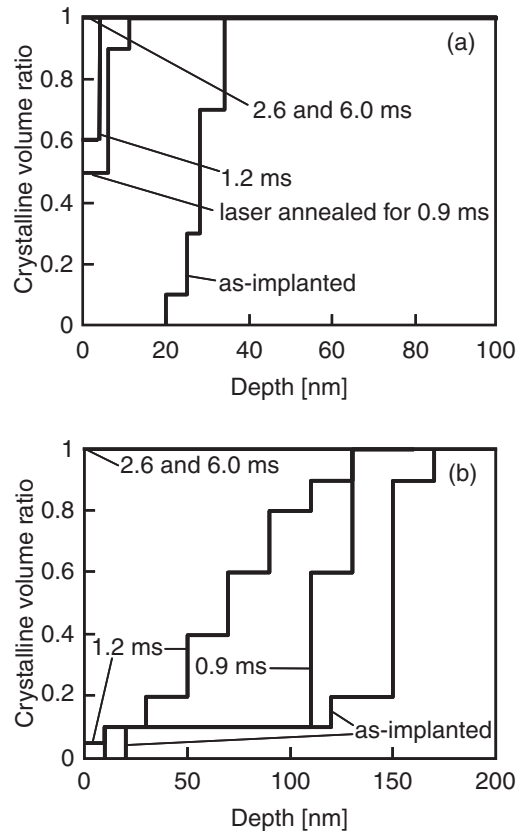 (a)
1
0.8
0.6
0.4
0.2
0
Crystalline volume ratio
2.6 and 6.0 ms
1.2 ms
laser annealed for 0.9 ms
as-implanted
0 20 40 60 80 100
Depth [nm]
(b)
1
0.8
0.6
0.4
0.2
0
Crystalline volume ratio
2.6 and 6.0 ms
1.2 ms
0.9 ms
as-implanted
0 50 100 150 200
Depth [nm]